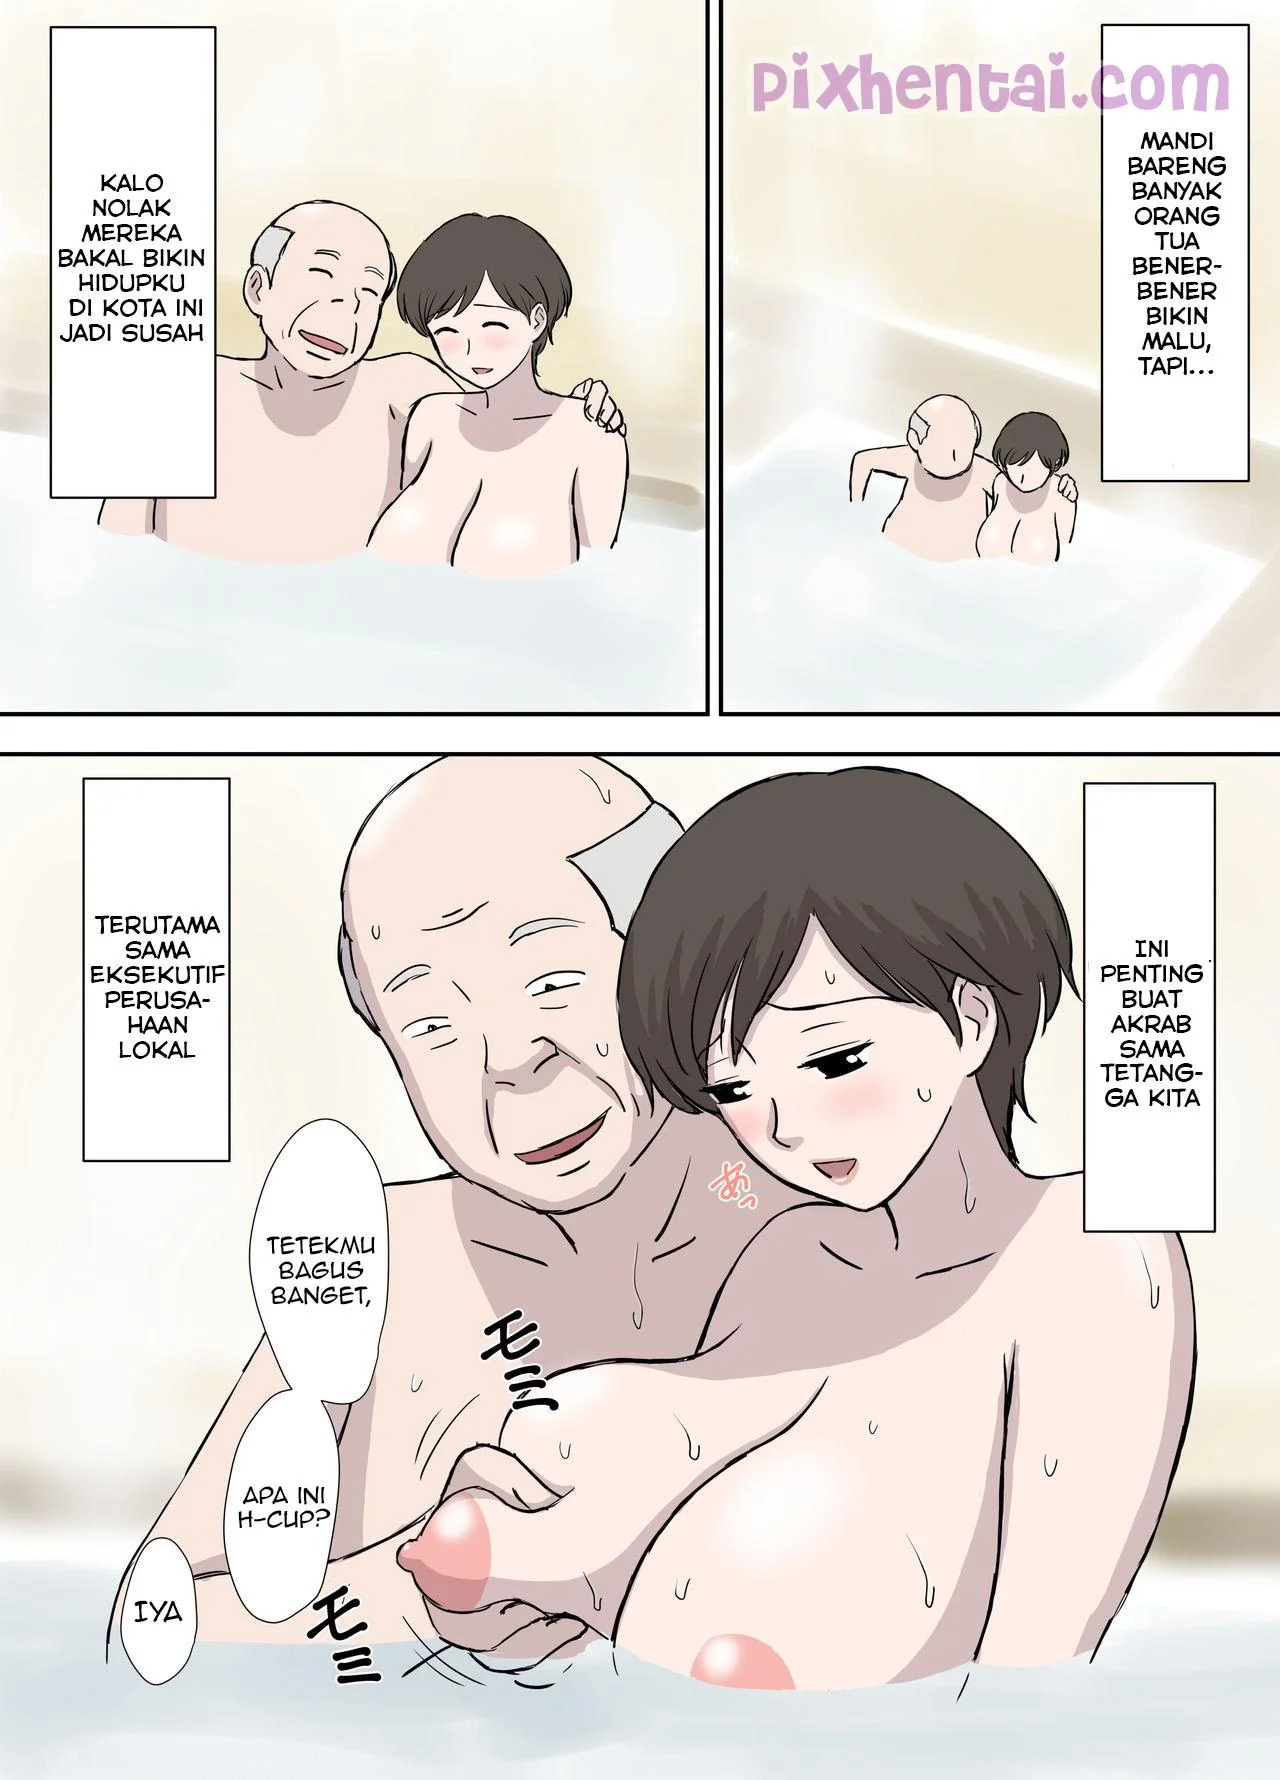 pixhentai.com
MANDI
BARENG
BANYAK
ORANG
TUA
BENER-
BENER
BIKIN
MALU,
TAPI...
KALO
NOLAK
MEREKA
BAKAL BIKIN
HIDUPKU
DI KOTA INI
JADI SUSAH
INI
PENTING
BUAT
AKRAB
SAMA
TETANG-
GA KITA
TERUTAMA
SAMA
EKSEKUTIF
PERUSA-
HAAN
LOKAL
あっ
TETEKMU
BAGUS
BANGET,
モミ
APA INI
H-CUP?
IYA
モミ